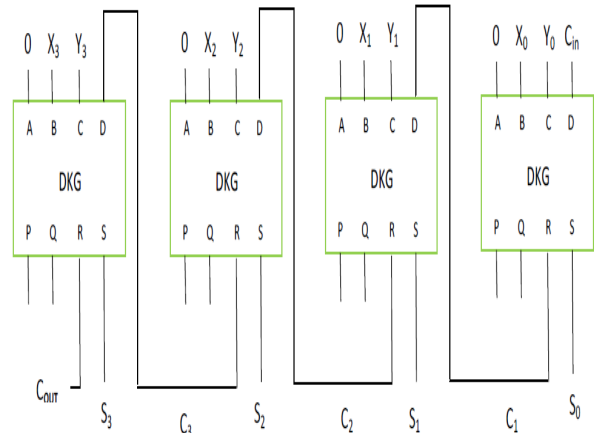 0 X₃ Y₃ 0 X₂ Y₂ 0 X₁ Y₁ 0 X₀ Y₀ Cin
A B C D A B C D A B C D A B C D
DKG DKG DKG DKG
P Q R S P Q R S P Q R S P Q R S
COUT S₃ C₃ S₂ C₂ S₁ C₁ S₀